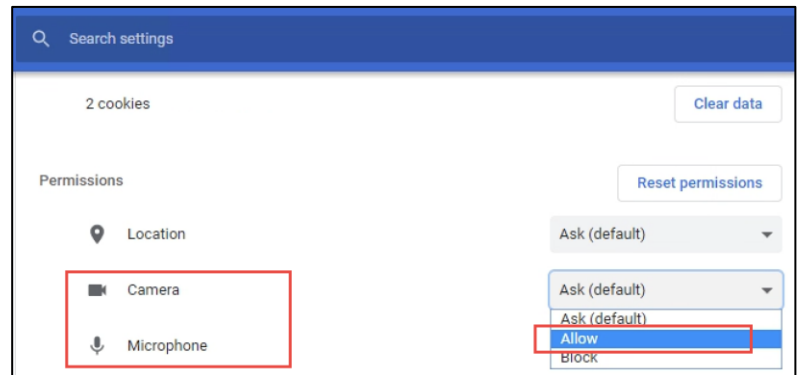 Search settings
2 cookies
Clear data
Permissions
Reset permissions
Location
Ask (default)
Camera
Ask (default)
Ask (default)
Allow
Microphone
Block